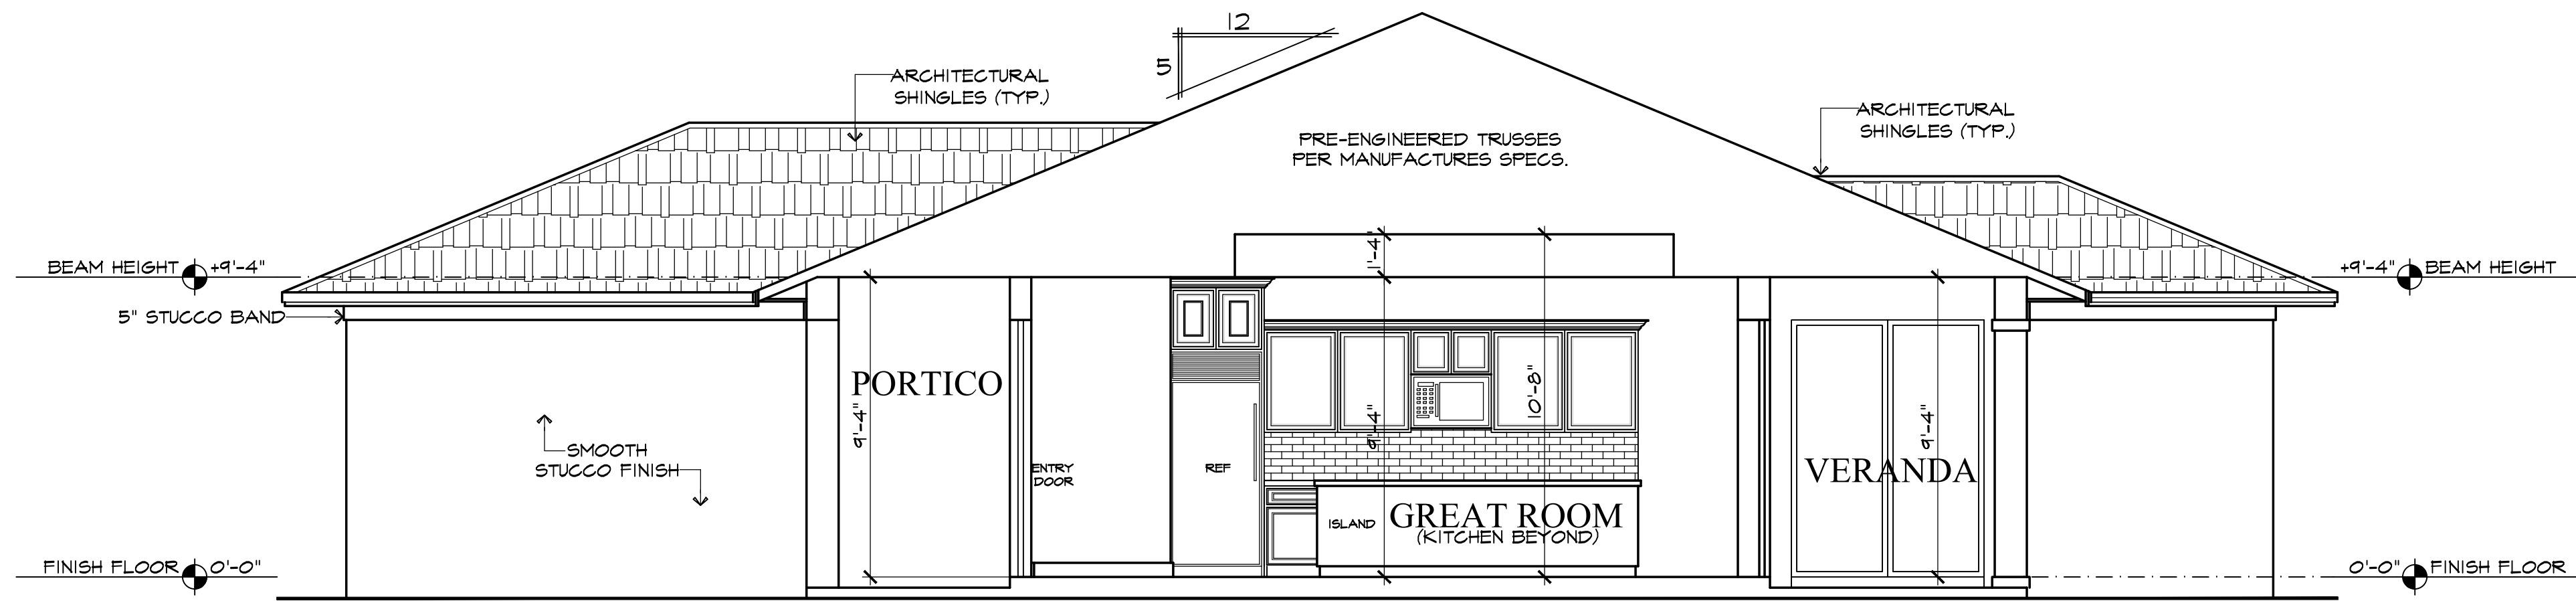 12
5
ARCHITECTURAL
SHINGLES (TYP.)
ARCHITECTURAL
SHINGLES (TYP.)
PRE-ENGINEERED TRUSSES
PER MANUFACTURES SPECS.
BEAM HEIGHT +9'-4"
1'-4"
+9'-4" BEAM HEIGHT
5" STUCCO BAND
PORTICO
9'-4"
9'-4"
10'-8"
9'-4"
SMOOTH
STUCCO FINISH
ENTRY
DOOR
REF
VERANDA
ISLAND
GREAT ROOM
(KITCHEN BEYOND)
FINISH FLOOR 0'-0"
0'-0" FINISH FLOOR